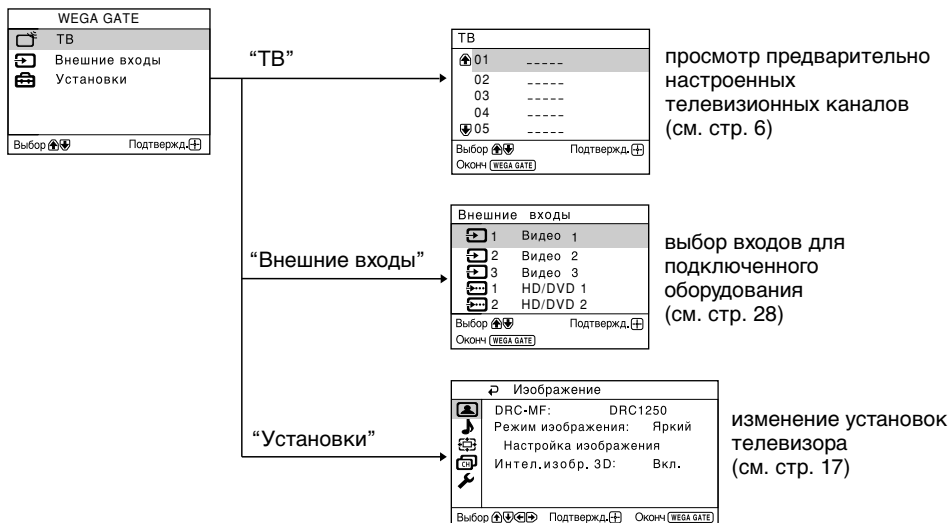 WEGA GATE
ТВ
Внешние входы
Установки
Выбор Подтвержд.
“ТВ”
ТВ
01 -----
02 -----
03 -----
04 -----
05 -----
Выбор Подтвержд.
Оконч WEGA GATE
просмотр предварительно
настроенных
телевизионных каналов
(см. стр. 6)
“Внешние входы”
Внешние входы
1 Видео 1
2 Видео 2
3 Видео 3
1 HD/DVD 1
2 HD/DVD 2
Выбор Подтвержд.
Оконч WEGA GATE
выбор входов для
подключенного
оборудования
(см. стр. 28)
“Установки”
Изображение
DRC-MF: DRC1250
Режим изображения: Яркий
Настройка изображения
Интел.изобр. 3D: Вкл.
CH
Выбор Подтвержд. Оконч WEGA GATE
изменение установок
телевизора
(см. стр. 17)